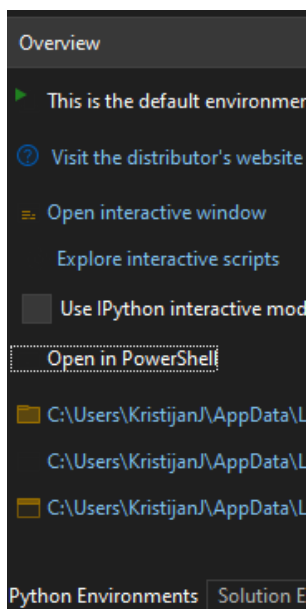 Overview
This is the default environmen
Visit the distributor's website
Open interactive window
Explore interactive scripts
Use IPython interactive mod
Open in PowerShell
C:\Users\KristijanJ\AppData\L
C:\Users\KristijanJ\AppData\L
C:\Users\KristijanJ\AppData\L
Python Environments Solution E